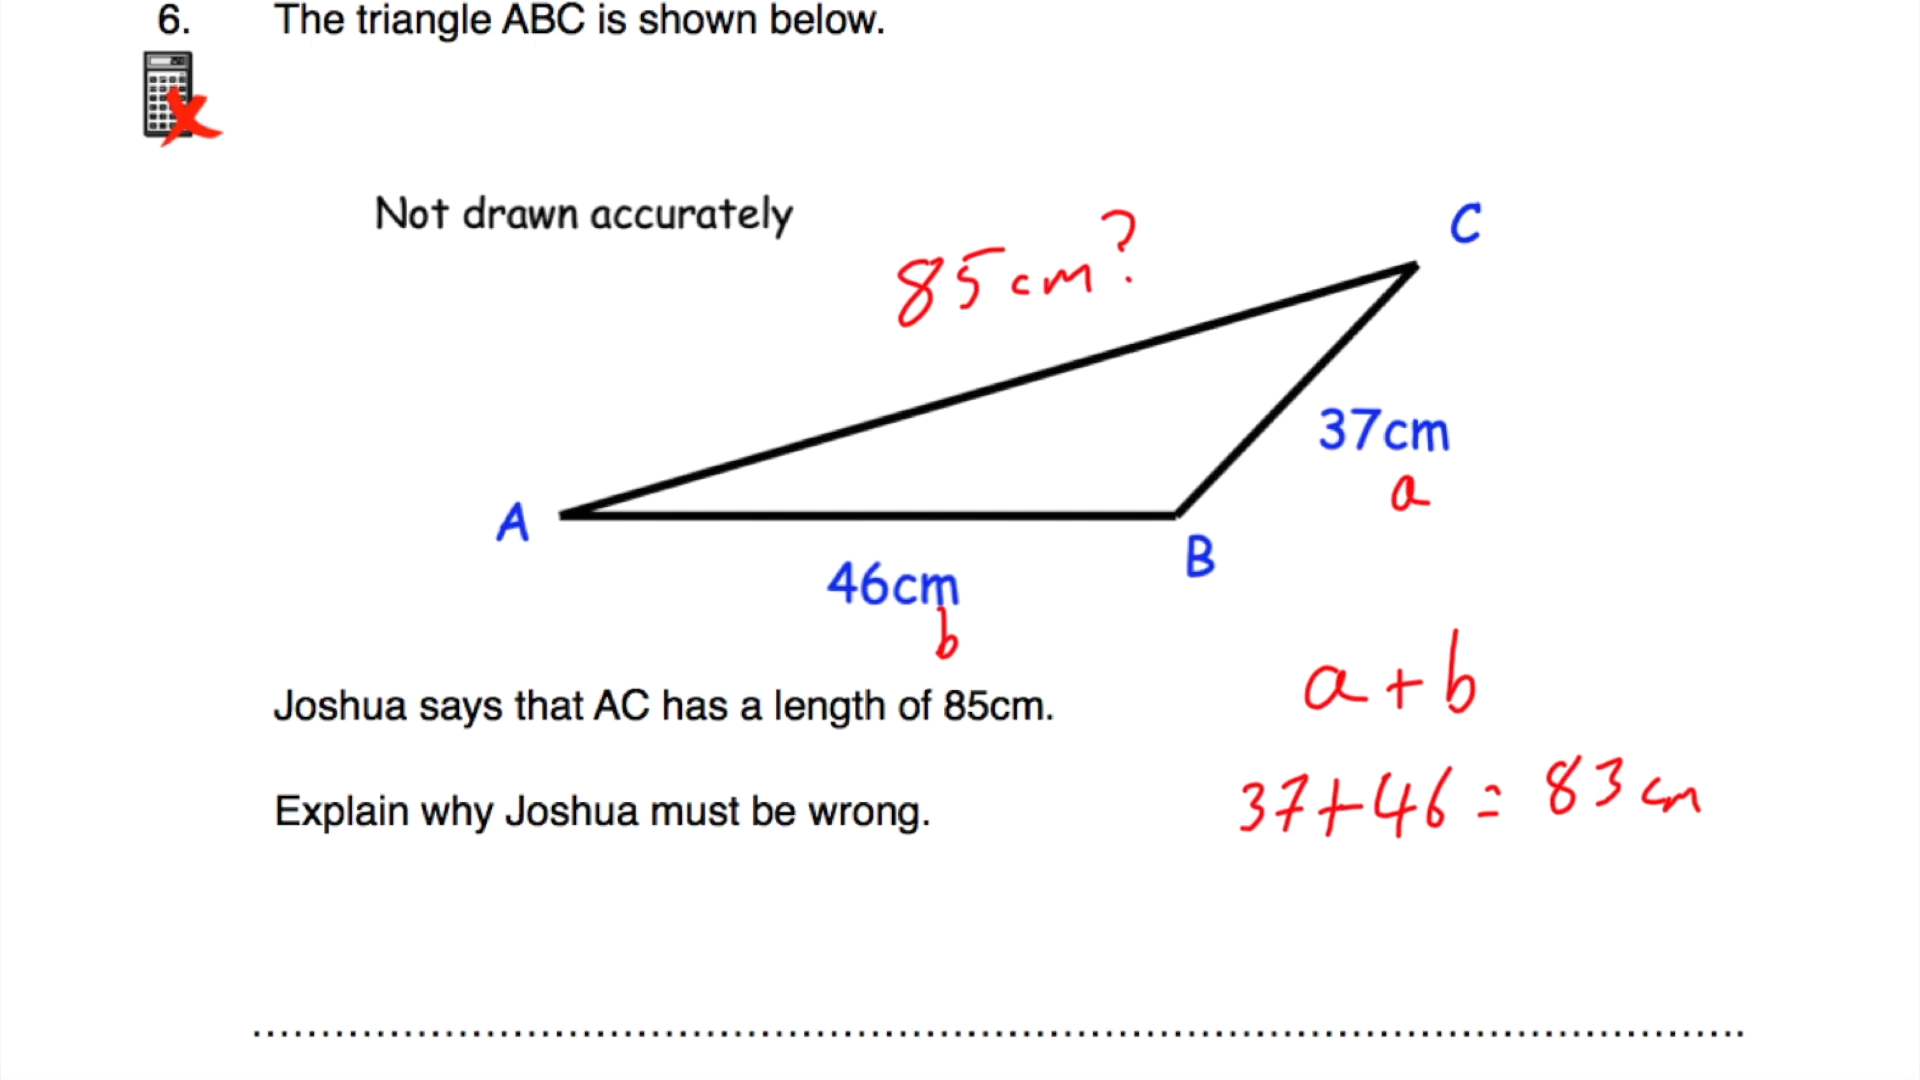 6. The triangle ABC is shown below.
Not drawn accurately
85cm?
C
37cm
a
A
B
46cm
b
a+b
Joshua says that AC has a length of 85cm.
37+46 = 83cm
Explain why Joshua must be wrong.